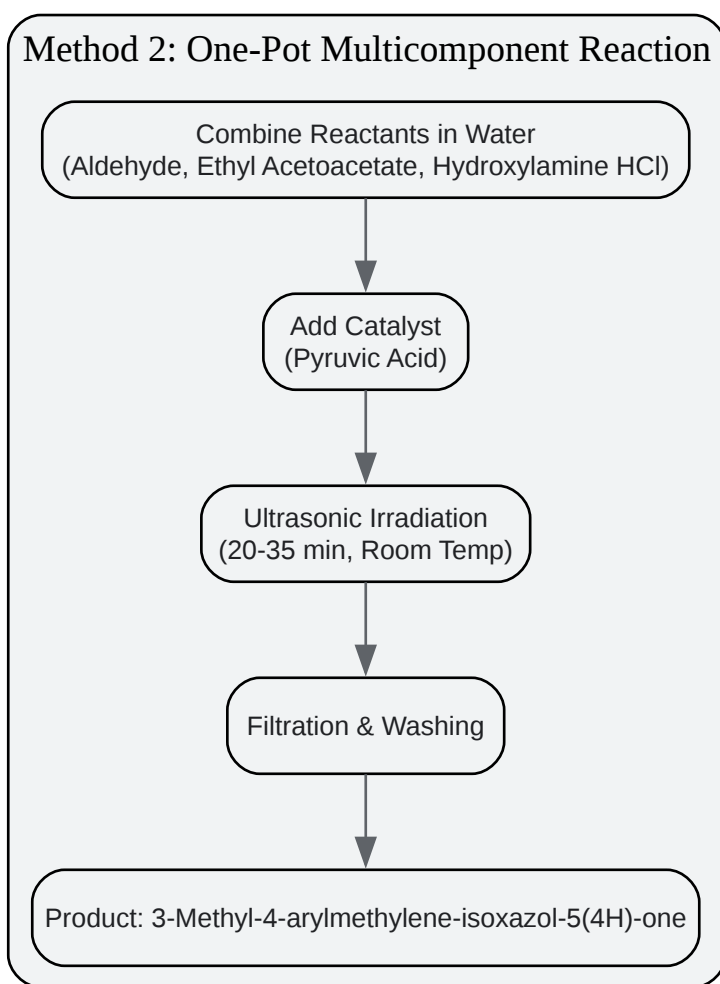 Method 2: One-Pot Multicomponent Reaction
Combine Reactants in Water
(Aldehyde, Ethyl Acetoacetate, Hydroxylamine HCl)
Add Catalyst
(Pyruvic Acid)
Ultrasonic Irradiation
(20-35 min, Room Temp)
Filtration & Washing
Product: 3-Methyl-4-arylmethylene-isoxazol-5(4H)-one